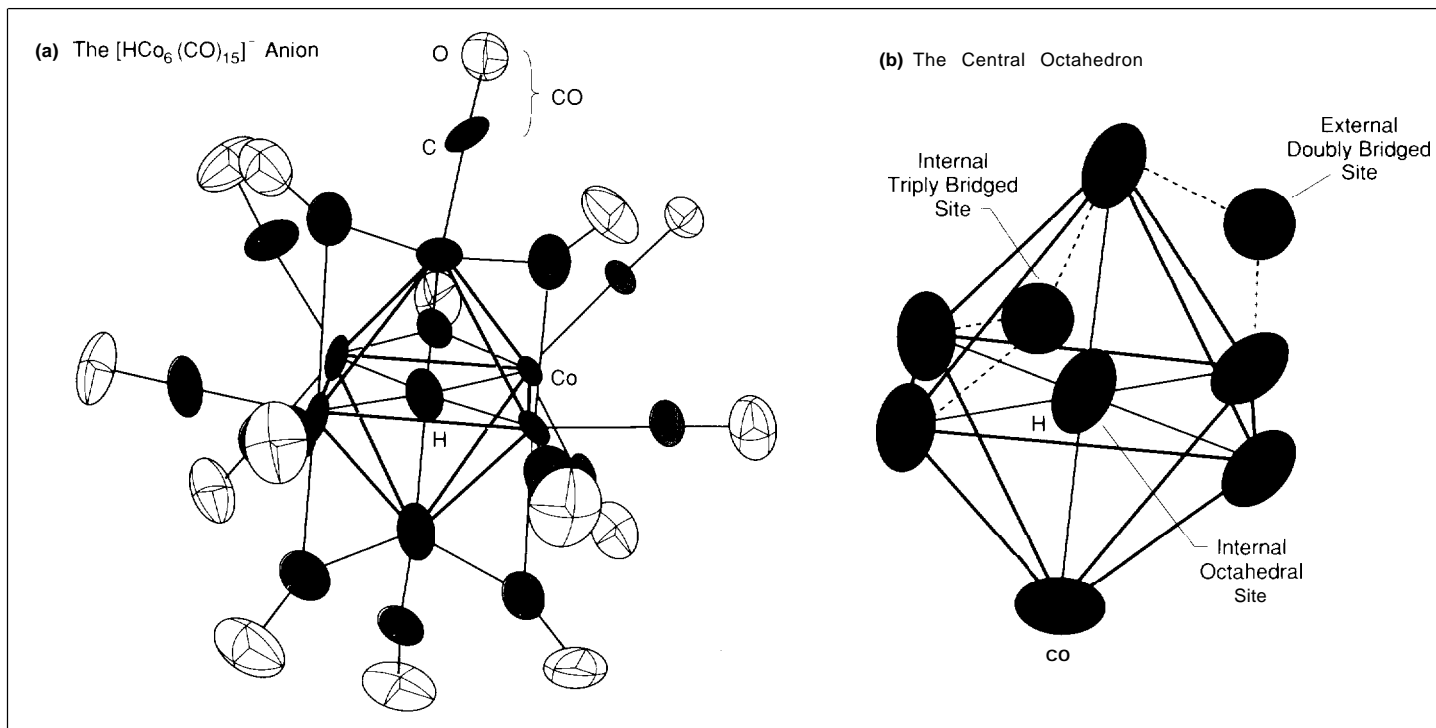 (a) The [HCo₆(CO)₁₅]⁻ Anion
O
CO
C
Co
H
(b) The Central Octahedron
External
Doubly Bridged
Site
Internal
Triply Bridged
Site
H
Internal
Octahedral
Site
co